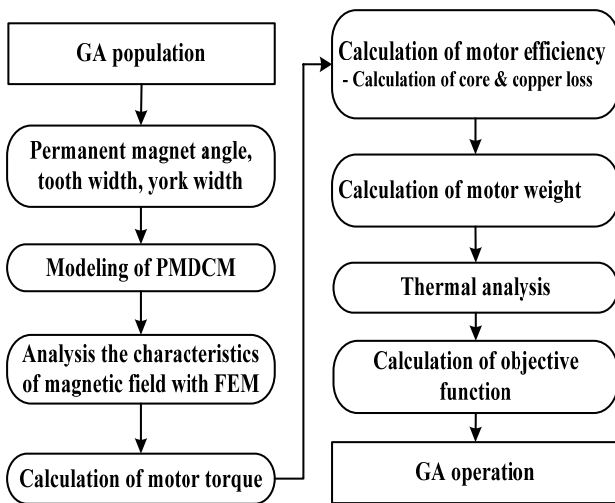 GA population
Permanent magnet angle,
tooth width, york width
Modeling of PMDCM
Analysis the characteristics
of magnetic field with FEM
Calculation of motor torque
Calculation of motor efficiency
- Calculation of core & copper loss
Calculation of motor weight
Thermal analysis
Calculation of objective
function
GA operation